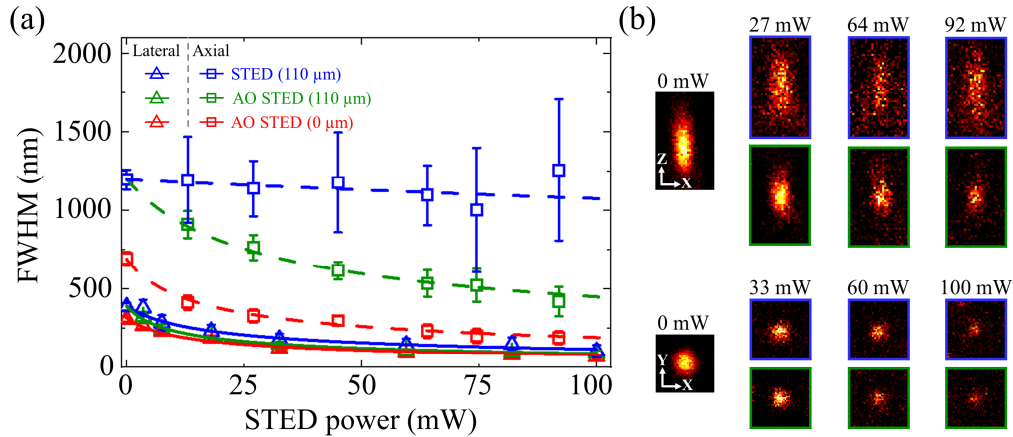 (a)
2000
1500
1000
500
0
FWHM (nm)
Lateral Axial
STED (110 µm)
AO STED (110 µm)
AO STED (0 µm)
0 25 50 75 100
STED power (mW)
(b)
27 mW 64 mW 92 mW
0 mW
Z
X
33 mW 60 mW 100 mW
0 mW
Y
X